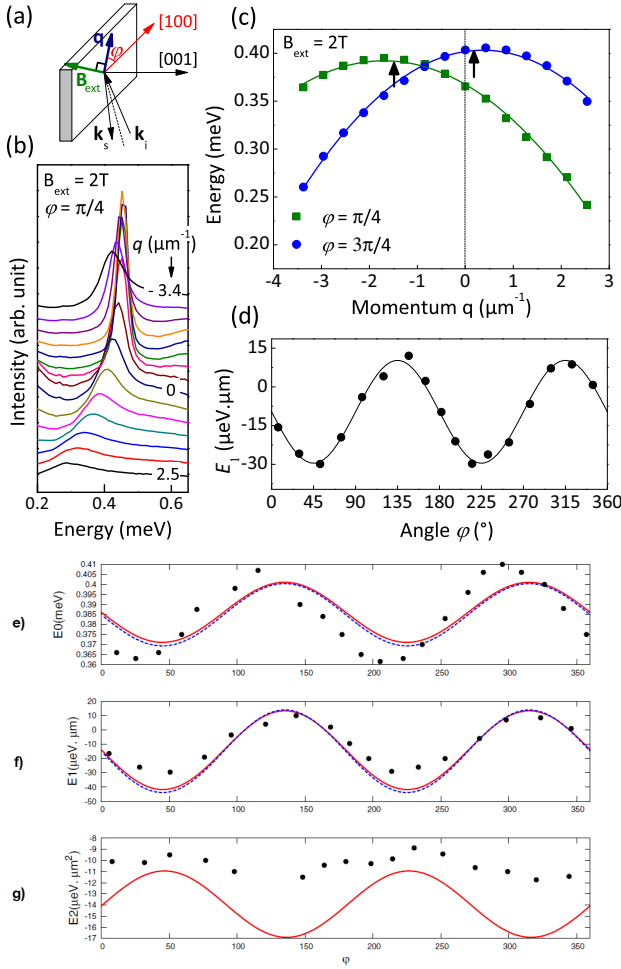 (a)
[100]
q
φ
[001]
B_ext
k_s
k_i
(b)
B_ext = 2T
φ = π/4
q (µm⁻¹)
- 3.4
0
2.5
Intensity (arb. unit)
0.2 0.4 0.6
Energy (meV)
(c)
B_ext = 2T
0.40
0.35
0.30
0.25
0.20
Energy (meV)
φ = π/4
φ = 3π/4
-4 -3 -2 -1 0 1 2 3
Momentum q (µm⁻¹)
(d)
15
0
-15
-30
E₁ (µeV.µm)
0 45 90 135 180 225 270 315 360
Angle φ (°)
e)
E0(meV)
0.41
0.405
0.4
0.395
0.39
0.385
0.38
0.375
0.37
0.365
0.36
0 50 100 150 200 250 300 350
f)
E1(µeV. µm)
20
10
0
-10
-20
-30
-40
-50
0 50 100 150 200 250 300 350
g)
E2(µeV. µm²)
-8
-9
-10
-11
-12
-13
-14
-15
-16
-17
0 50 100 150 200 250 300 350
φ